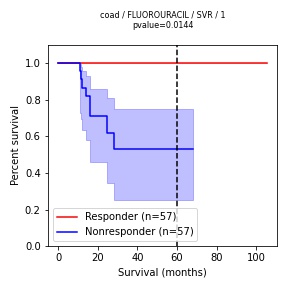 coad / FLUOROURACIL / SVR / 1
pvalue=0.0144
Percent survival
1.0
0.8
0.6
0.4
0.2
0.0
Responder (n=57)
Nonresponder (n=57)
0 20 40 60 80 100
Survival (months)